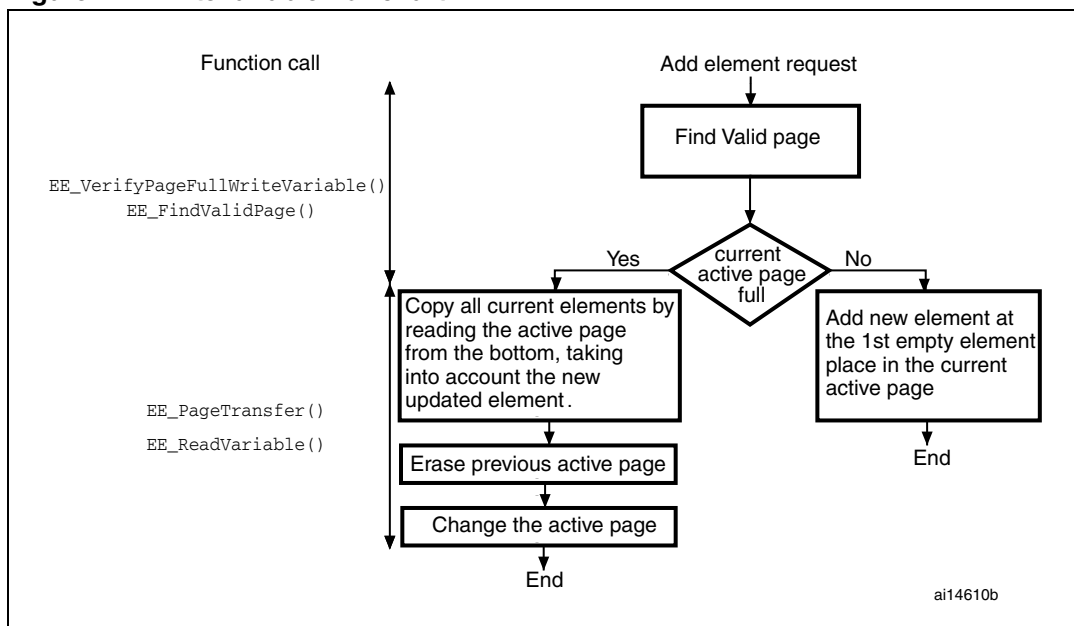 Function call
Add element request
Find Valid page
EE_VerifyPageFullWriteVariable()
EE_FindValidPage()
current
active page
full
Yes
No
Copy all current elements by
reading the active page
from the bottom, taking
into account the new
updated element.
Add new element at
the 1st empty element
place in the current
active page
EE_PageTransfer()
EE_ReadVariable()
End
Erase previous active page
Change the active page
End
ai14610b